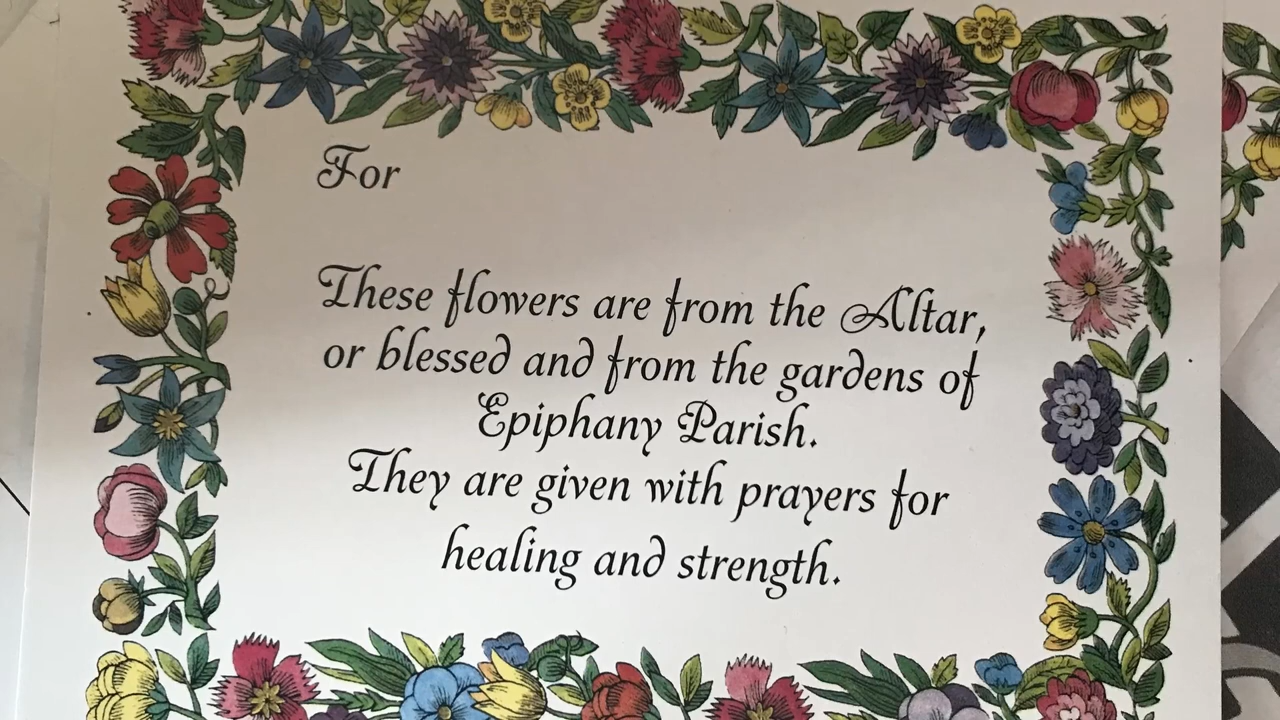 For
These flowers are from the Altar,
or blessed and from the gardens of
Epiphany Parish.
They are given with prayers for
healing and strength.